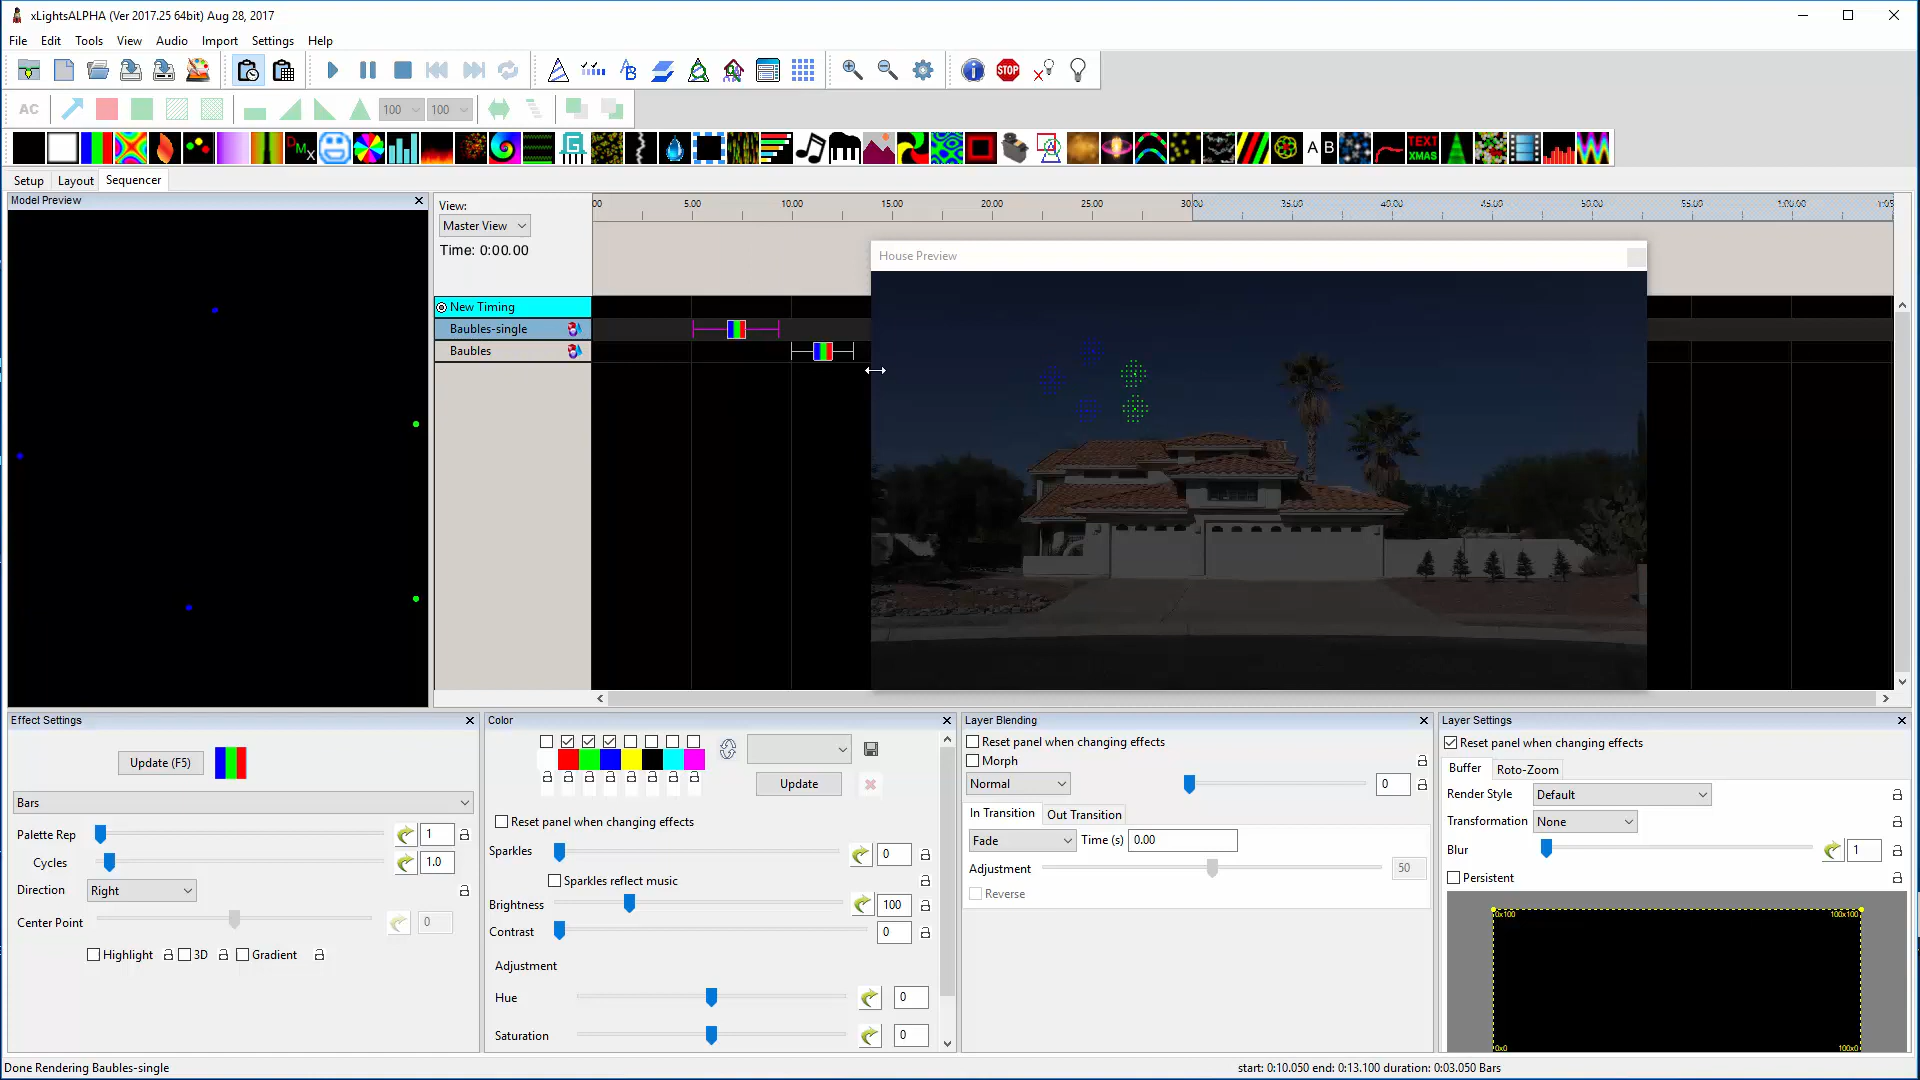 xLightsALPHA (Ver 2017.25 64bit) Aug 28, 2017
File Edit Tools View Audio Import Settings Help
AC 100 100
TEXT XMAS
A B
Setup Layout Sequencer
Model Preview
View:
Master View
Time: 0:00.00
5.00 10.00 15.00 20.00 25.00 30.00 35.00 40.00 45.00 50.00 55.00 1:00.00
House Preview
New Timing
Baubles-single
Baubles
Effect Settings
Update (F5)
Bars
Palette Rep 1
Cycles 1.0
Direction Right
Center Point 0
Highlight 3D Gradient
Color
Update
Reset panel when changing effects
Sparkles 0
Sparkles reflect music
Brightness 100
Contrast 0
Adjustment
Hue 0
Saturation 0
Layer Blending
Reset panel when changing effects
Morph
Normal 0
In Transition Out Transition
Fade Time (s) 0.00
Adjustment 50
Reverse
Layer Settings
Reset panel when changing effects
Buffer Roto-Zoom
Render Style Default
Transformation None
Blur 1
Persistent
0x100 100x100
0x0 100x0
Done Rendering Baubles-single
start: 0:10.050 end: 0:13.100 duration: 0:03.050 Bars